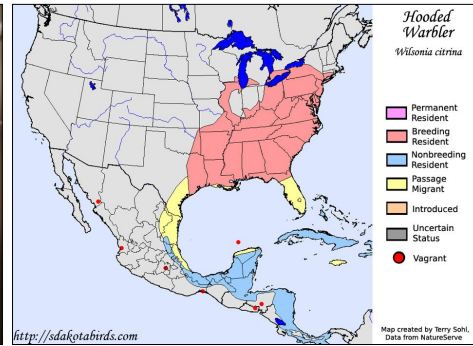 Hooded
Warbler
Wilsonia citrina
Permanent
Resident
Breeding
Resident
Nonbreeding
Resident
Passage
Migrant
Introduced
Uncertain
Status
Vagrant
http://sdakotabirds.com
Map created by Terry Sohl,
Data from NatureServe